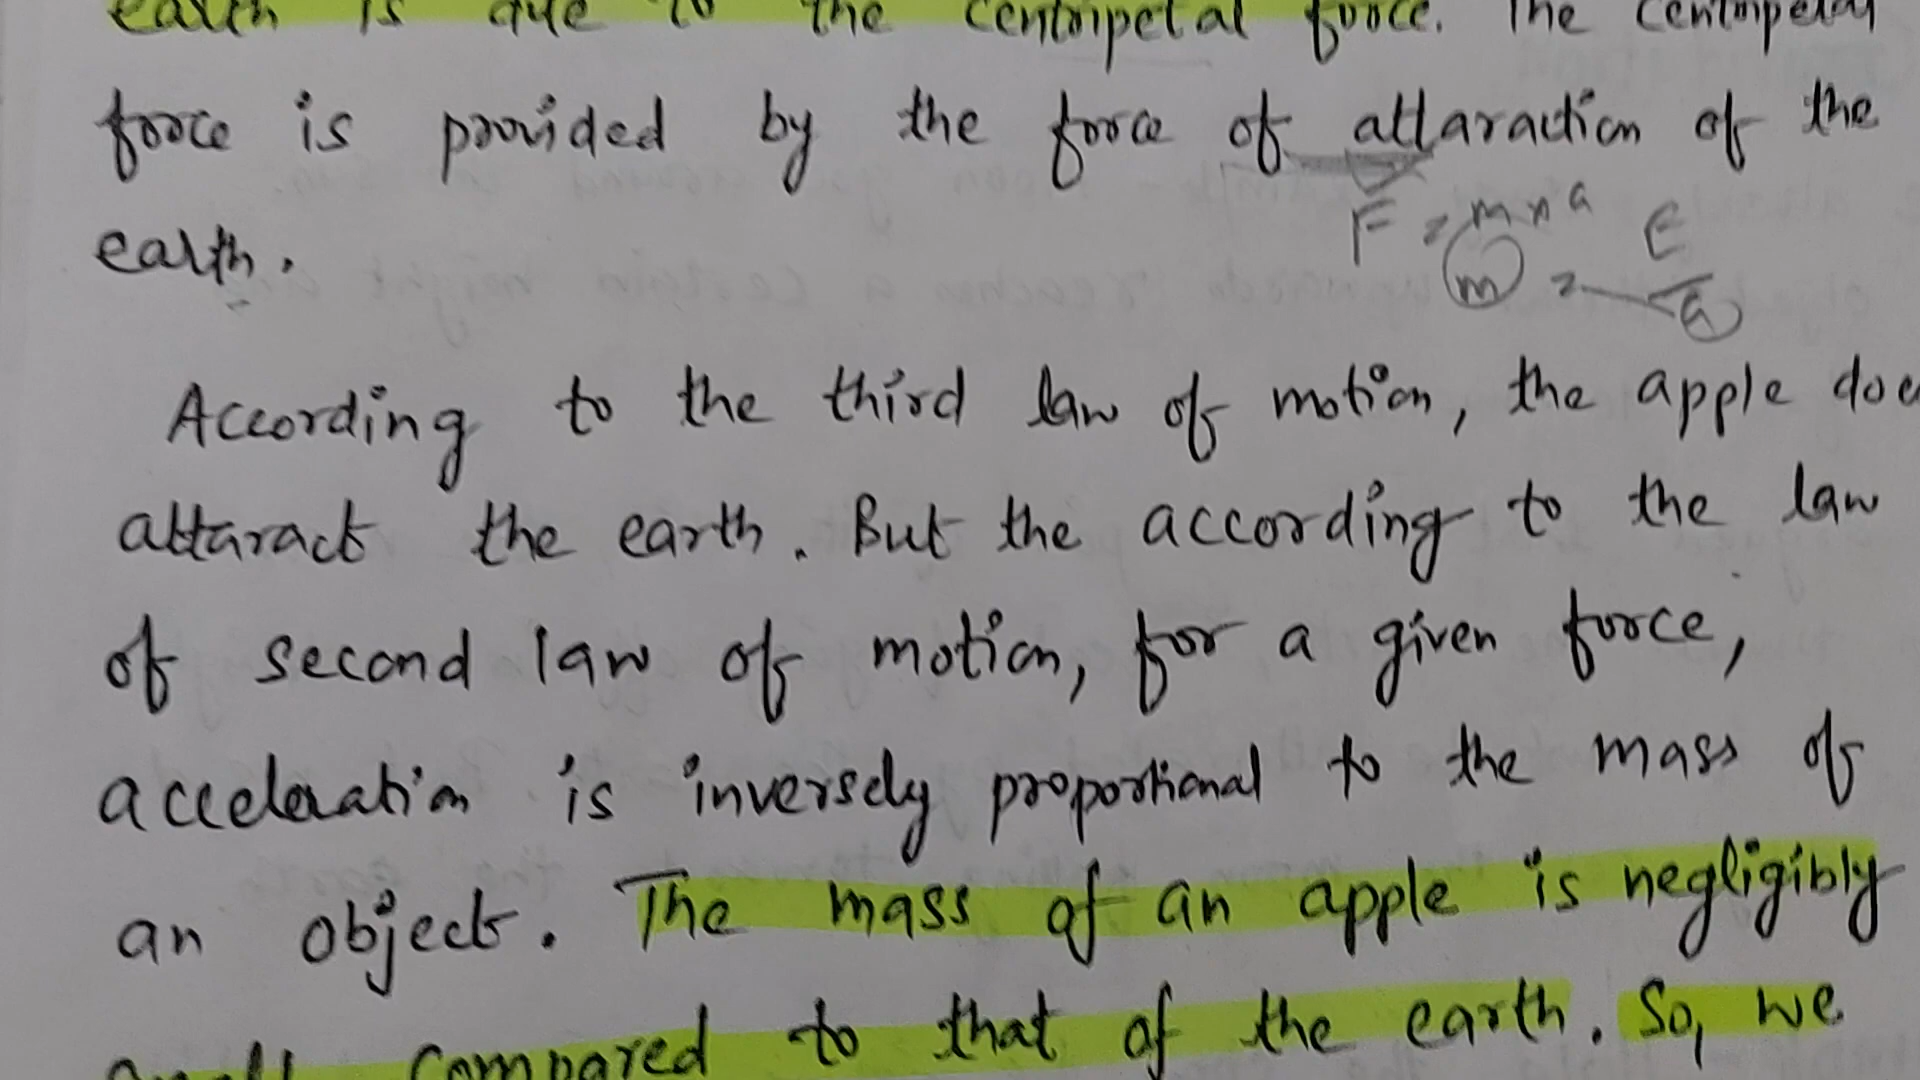 earth is due to the centripetal force. The centripetal
force is provided by the force of attaraction of the
earth.
F = m x a
m = F
a
According to the third law of motion, the apple doe
attaract the earth. But the according to the law
of second law of motion, for a given force,
acceleration is inversely proportional to the mass of
an object. The mass of an apple is negligibly
small compared to that of the earth. So, we